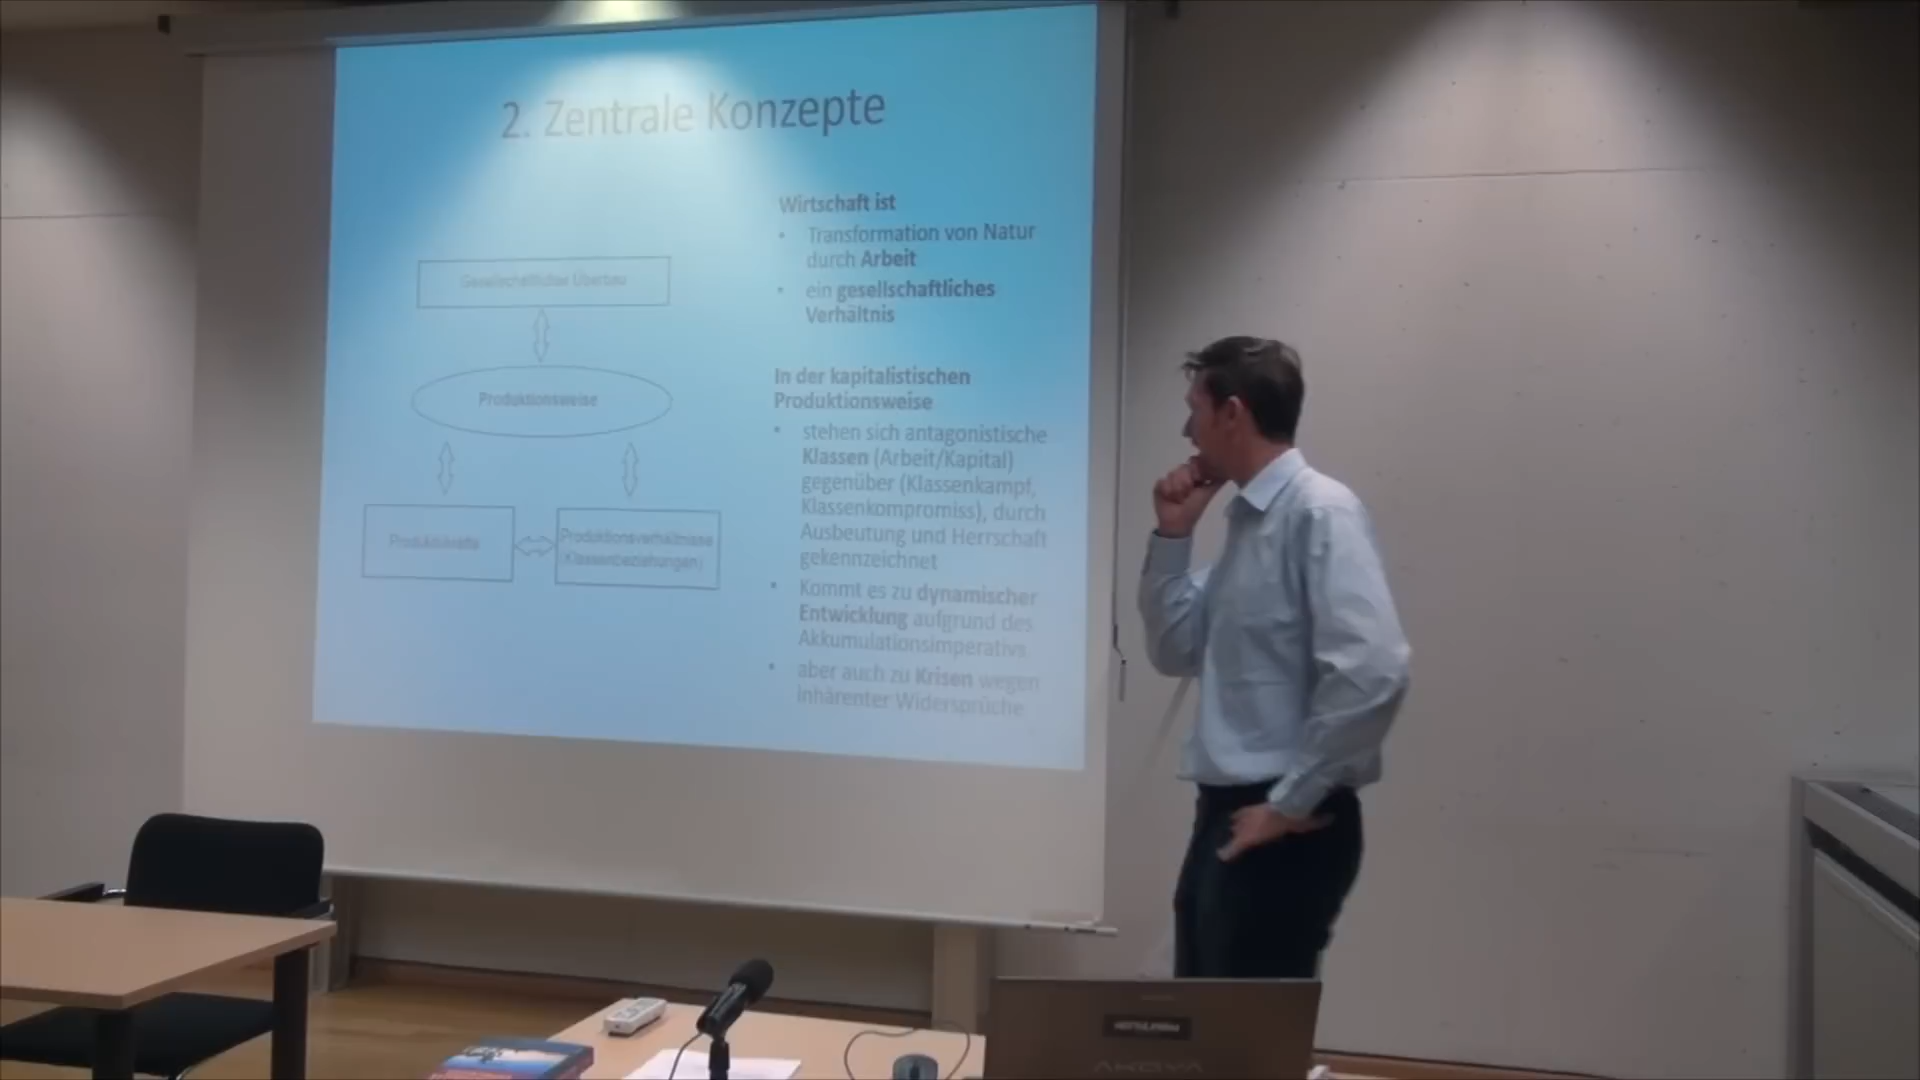 2. Zentrale Konzepte
Gesellschaftlicher Überbau
Produktionsweise
Produktivkräfte
Produktionsverhältnisse
(Klassenbeziehungen)
Wirtschaft ist
• Transformation von Natur
durch Arbeit
• ein gesellschaftliches
Verhältnis
In der kapitalistischen
Produktionsweise
• stehen sich antagonistische
Klassen (Arbeit/Kapital)
gegenüber (Klassenkampf,
Klassenkompromiss), durch
Ausbeutung und Herrschaft
gekennzeichnet
• Kommt es zu dynamischer
Entwicklung aufgrund des
Akkumulationsimperativs
• aber auch zu Krisen wegen
inhärenter Widersprüche